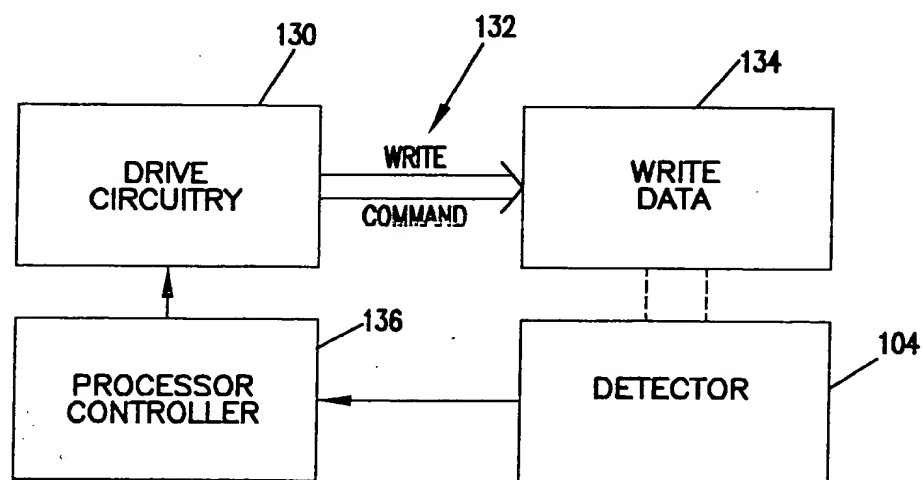 130
132
134
DRIVE
CIRCUITRY
WRITE
COMMAND
WRITE
DATA
136
104
PROCESSOR
CONTROLLER
DETECTOR